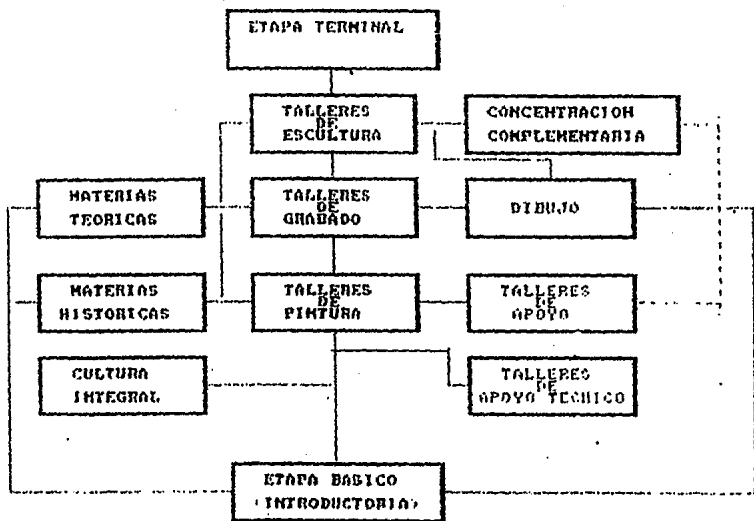 ETAPA TERMINAL
TALLERES
DE
ESCULTURA
CONCENTRACION
COMPLEMENTARIA
MATERIAS
TEORICAS
TALLERES
DE
GRABADO
DIBUJO
MATERIAS
HISTORICAS
TALLERES
DE
PINTURA
TALLERES
DE
APOYO
CULTURA
INTEGRAL
TALLERES
DE
APOYO TECNICO
ETAPA BASICO
(INTRODUCTORIA)